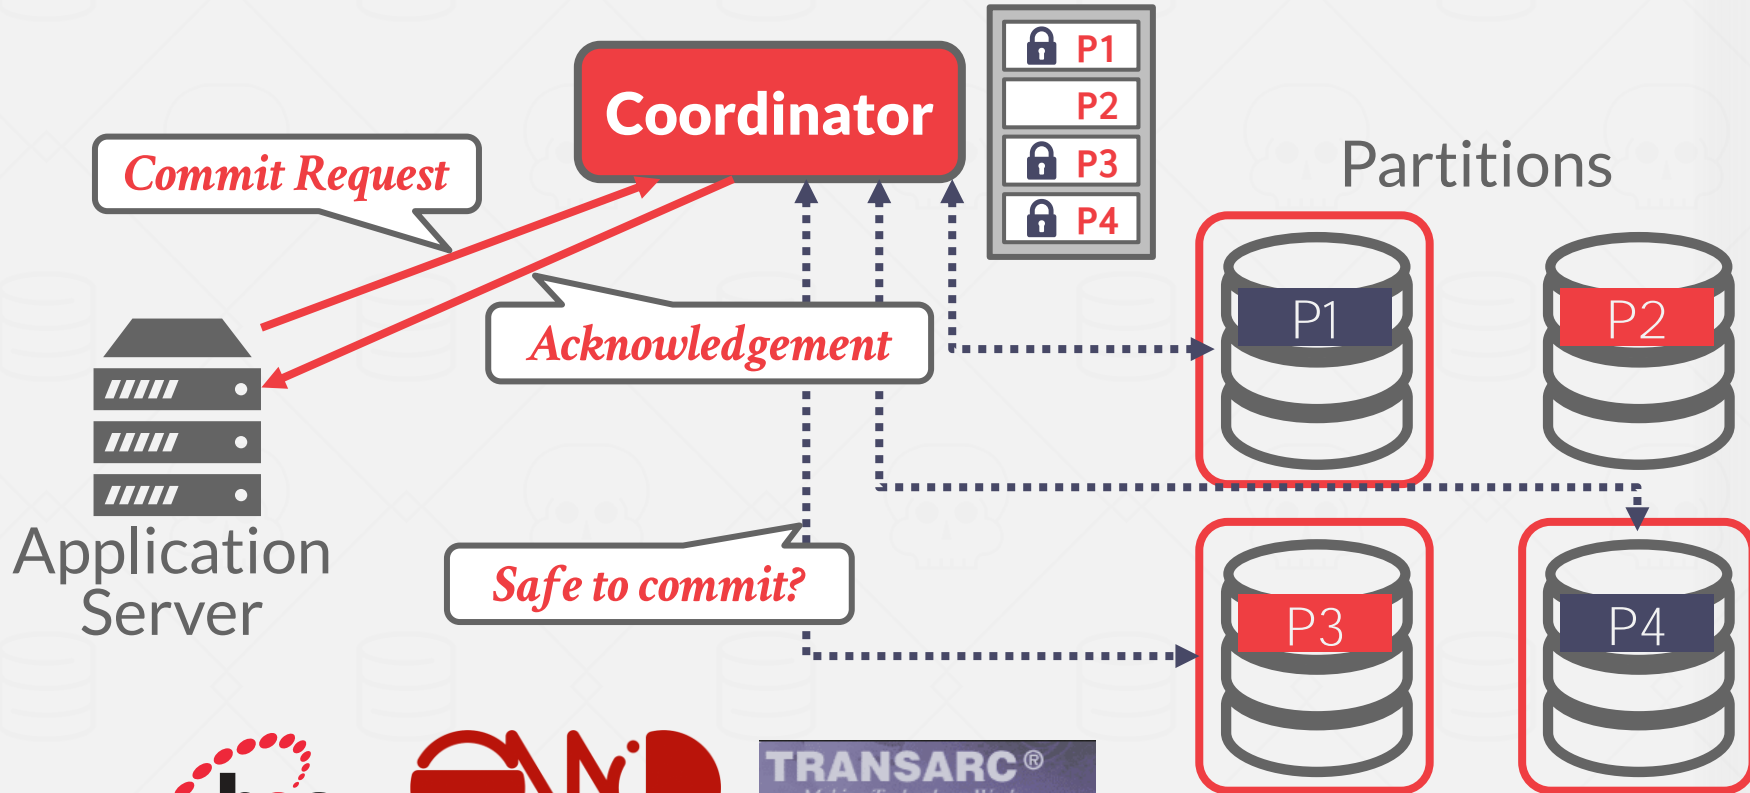 Coordinator
P1
P2
P3
P4
Commit Request
Partitions
Acknowledgement
P1
P2
Application
Server
Safe to commit?
P3
P4
TRANSARC®